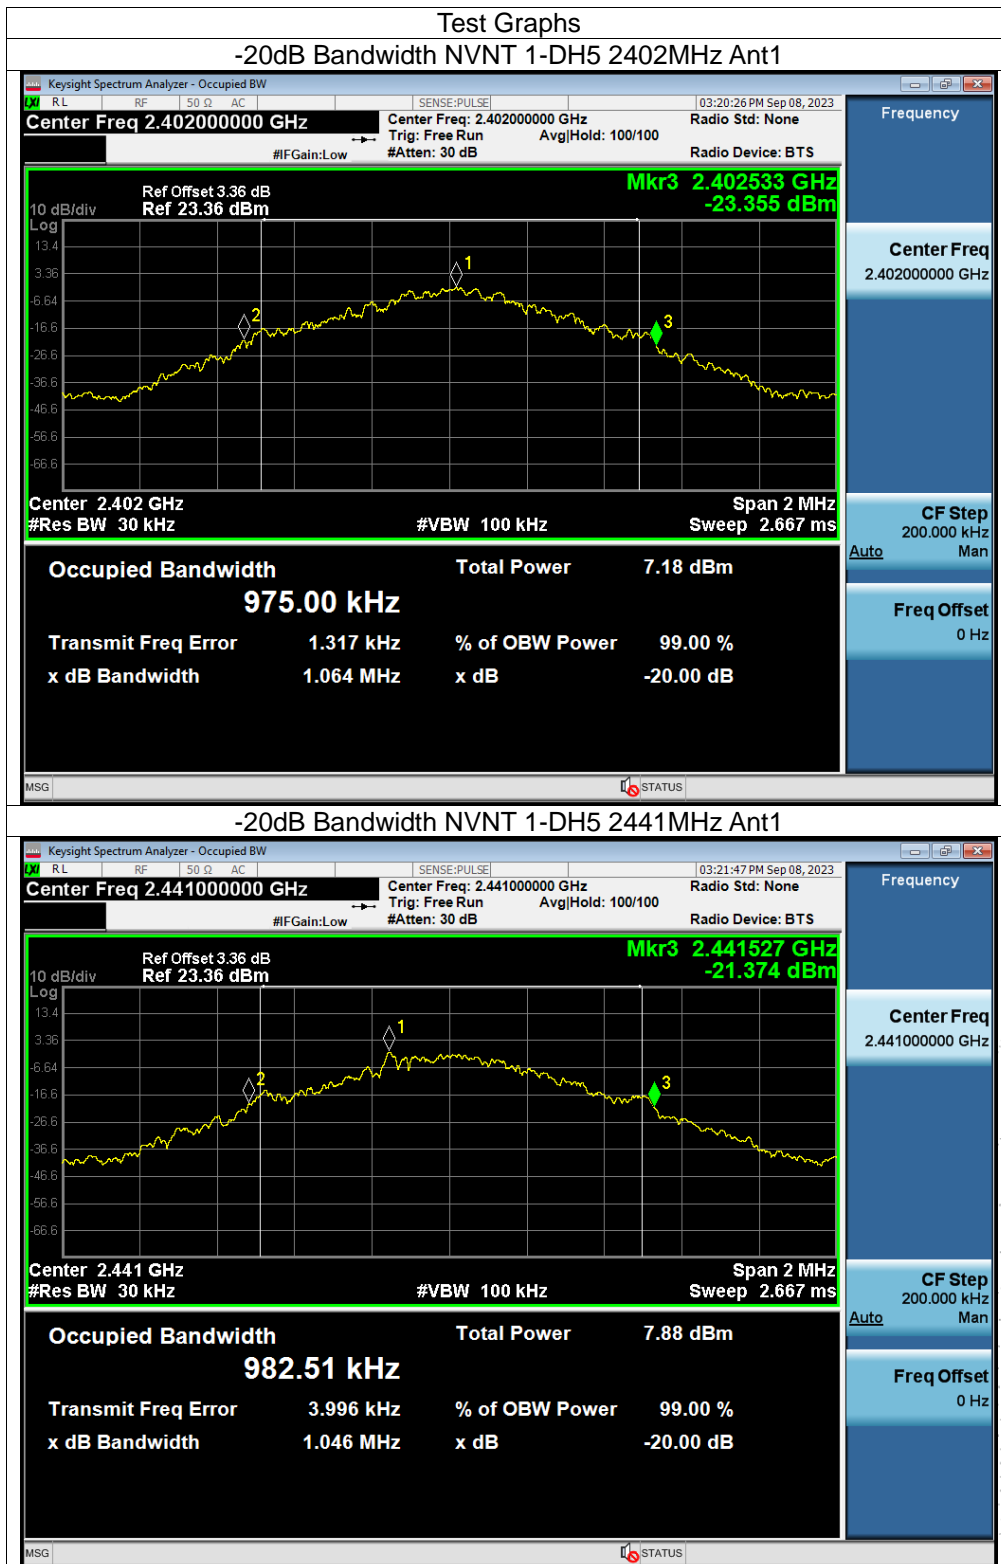 Test Graphs
-20dB Bandwidth NVNT 1-DH5 2402MHz Ant1
Keysight Spectrum Analyzer - Occupied BW
LXI RL RF 50 Ω AC SENSE:PULSE 03:20:26 PM Sep 08, 2023
Center Freq 2.402000000 GHz
Center Freq: 2.402000000 GHz Radio Std: None
Trig: Free Run Avg|Hold: 100/100
#IFGain:Low #Atten: 30 dB Radio Device: BTS
Frequency
Mkr3 2.402533 GHz
-23.355 dBm
Ref Offset 3.36 dB
10 dB/div Ref 23.36 dBm
Log
13.4
3.36
-6.64
-16.6
-26.6
-36.6
-46.6
-56.6
-66.6
1
2
3
Center 2.402 GHz Span 2 MHz
#Res BW 30 kHz #VBW 100 kHz Sweep 2.667 ms
Occupied Bandwidth Total Power 7.18 dBm
975.00 kHz
Transmit Freq Error 1.317 kHz % of OBW Power 99.00 %
x dB Bandwidth 1.064 MHz x dB -20.00 dB
Center Freq
2.402000000 GHz
CF Step
200.000 kHz
Auto Man
Freq Offset
0 Hz
MSG STATUS
-20dB Bandwidth NVNT 1-DH5 2441MHz Ant1
Keysight Spectrum Analyzer - Occupied BW
LXI RL RF 50 Ω AC SENSE:PULSE 03:21:47 PM Sep 08, 2023
Center Freq 2.441000000 GHz
Center Freq: 2.441000000 GHz Radio Std: None
Trig: Free Run Avg|Hold: 100/100
#IFGain:Low #Atten: 30 dB Radio Device: BTS
Frequency
Mkr3 2.441527 GHz
-21.374 dBm
Ref Offset 3.36 dB
10 dB/div Ref 23.36 dBm
Log
13.4
3.36
-6.64
-16.6
-26.6
-36.6
-46.6
-56.6
-66.6
1
2
3
Center 2.441 GHz Span 2 MHz
#Res BW 30 kHz #VBW 100 kHz Sweep 2.667 ms
Occupied Bandwidth Total Power 7.88 dBm
982.51 kHz
Transmit Freq Error 3.996 kHz % of OBW Power 99.00 %
x dB Bandwidth 1.046 MHz x dB -20.00 dB
Center Freq
2.441000000 GHz
CF Step
200.000 kHz
Auto Man
Freq Offset
0 Hz
MSG STATUS